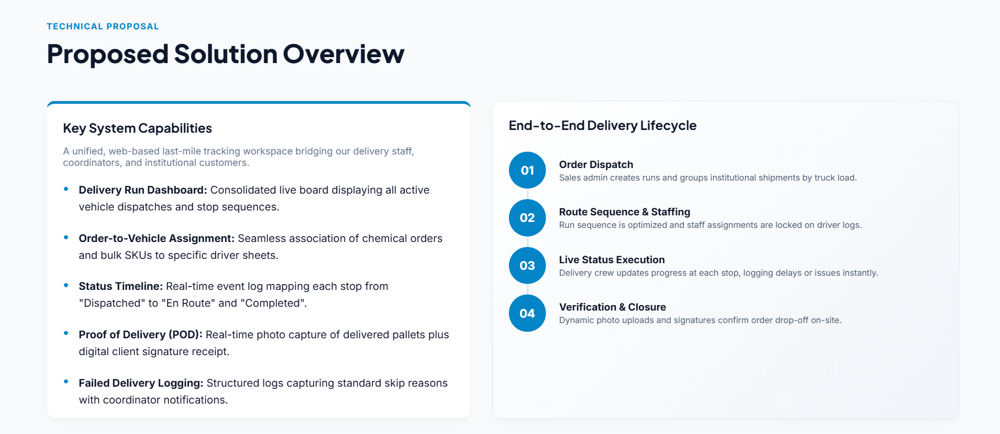 TECHNICAL PROPOSAL
Proposed Solution Overview
Key System Capabilities
A unified, web-based last-mile tracking workspace bridging our delivery staff,
coordinators, and institutional customers.
• Delivery Run Dashboard: Consolidated live board displaying all active
vehicle dispatches and stop sequences.
• Order-to-Vehicle Assignment: Seamless association of chemical orders
and bulk SKUs to specific driver sheets.
• Status Timeline: Real-time event log mapping each stop from
"Dispatched" to "En Route" and "Completed".
• Proof of Delivery (POD): Real-time photo capture of delivered pallets plus
digital client signature receipt.
• Failed Delivery Logging: Structured logs capturing standard skip reasons
with coordinator notifications.
End-to-End Delivery Lifecycle
01
Order Dispatch
Sales admin creates runs and groups institutional shipments by truck load.
02
Route Sequence & Staffing
Run sequence is optimized and staff assignments are locked on driver logs.
03
Live Status Execution
Delivery crew updates progress at each stop, logging delays or issues instantly.
04
Verification & Closure
Dynamic photo uploads and signatures confirm order drop-off on-site.